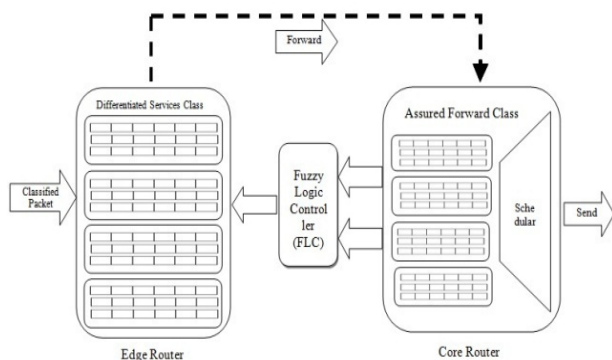 Forward
Differentiated Services Class
Assured Forward Class
Classified
Packet
Fuzzy
Logic
Control
ler
(FLC)
Sche
dular
Send
Edge Router
Core Router